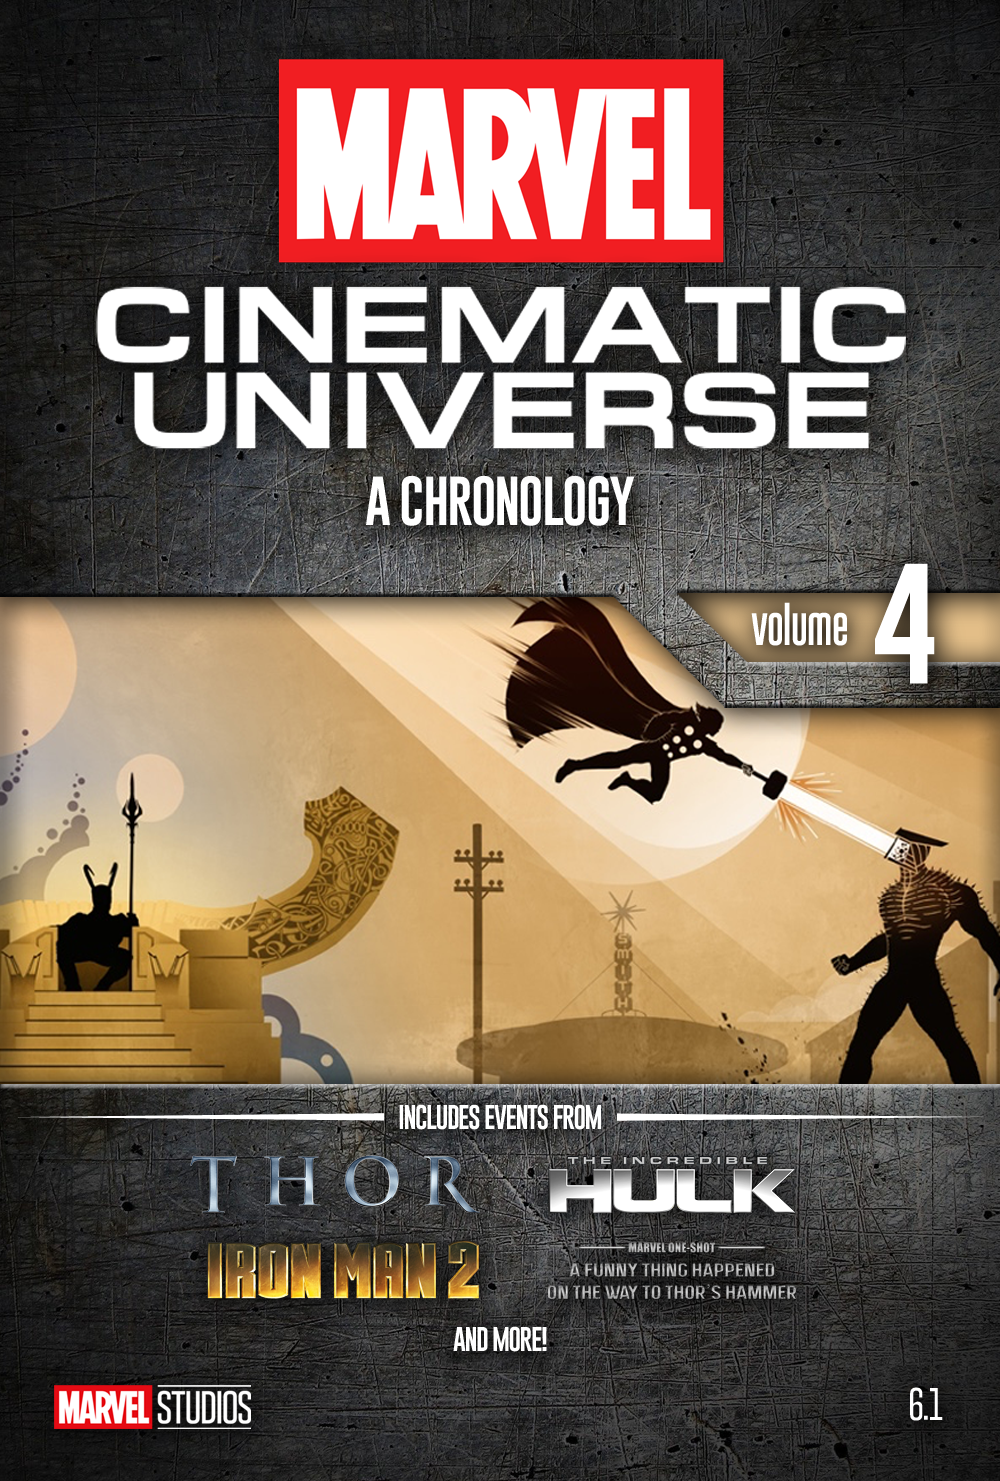 MARVEL
CINEMATIC
UNIVERSE
A CHRONOLOGY
volume 4
INCLUDES EVENTS FROM
THOR
THE INCREDIBLE
HULK
IRON MAN 2
MARVEL ONE-SHOT
A FUNNY THING HAPPENED
ON THE WAY TO THOR'S HAMMER
AND MORE!
MARVEL STUDIOS
6.1